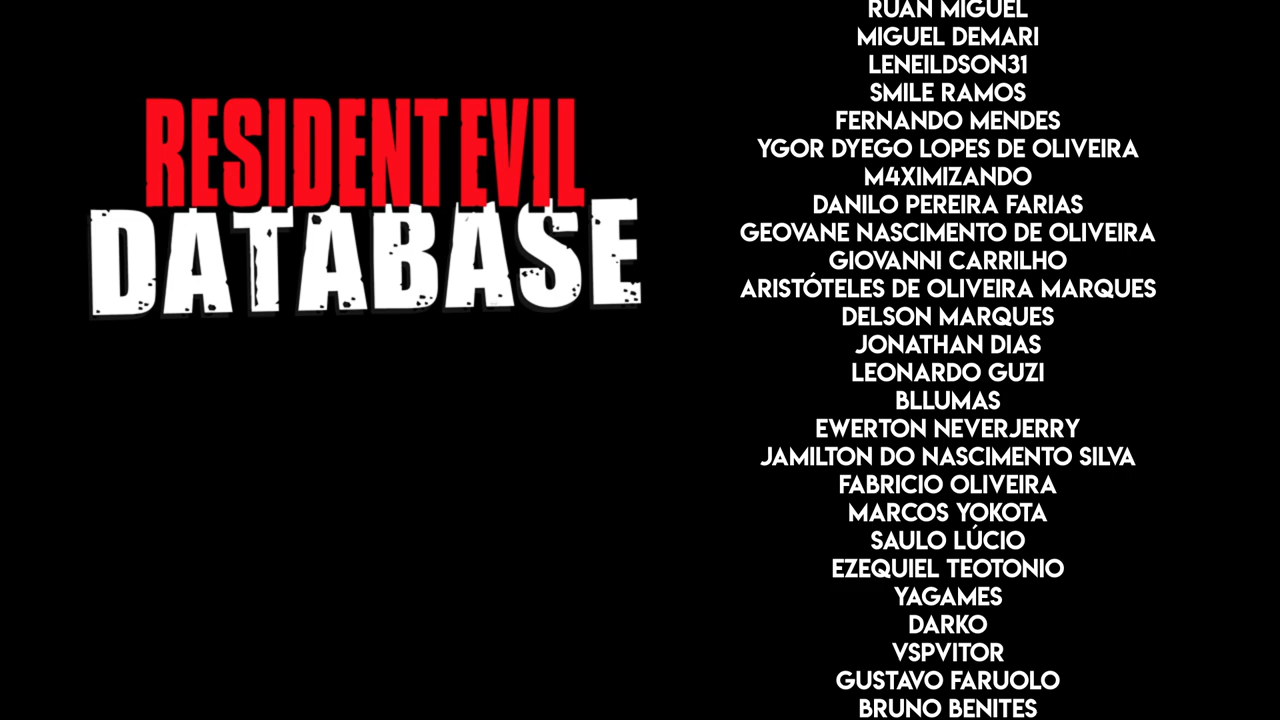 RESIDENT EVIL
DATABASE
RUAN MIGUEL
MIGUEL DEMARI
LENEILDSON31
SMILE RAMOS
FERNANDO MENDES
YGOR DYEGO LOPES DE OLIVEIRA
M4XIMIZANDO
DANILO PEREIRA FARIAS
GEOVANE NASCIMENTO DE OLIVEIRA
GIOVANNI CARRILHO
ARISTÓTELES DE OLIVEIRA MARQUES
DELSON MARQUES
JONATHAN DIAS
LEONARDO GUZI
BLLUMAS
EWERTON NEVERJERRY
JAMILTON DO NASCIMENTO SILVA
FABRICIO OLIVEIRA
MARCOS YOKOTA
SAULO LÚCIO
EZEQUIEL TEOTONIO
YAGAMES
DARKO
VSPVITOR
GUSTAVO FARUOLO
BRUNO BENITES